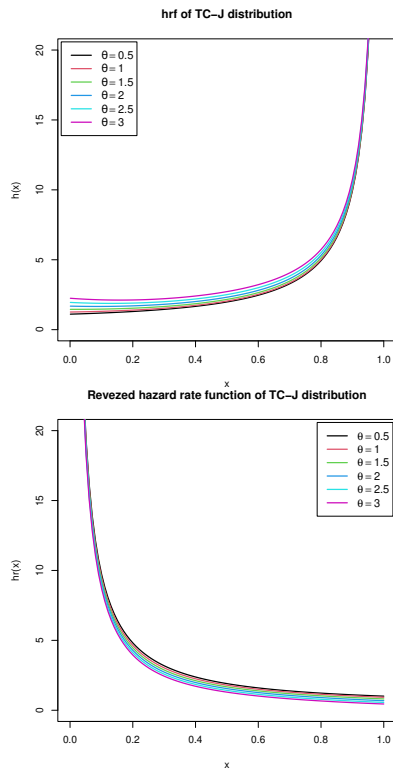 hrf of TC−J distribution
20
15
10
5
0
h(x)
θ = 0.5
θ = 1
θ = 1.5
θ = 2
θ = 2.5
θ = 3
0.0 0.2 0.4 0.6 0.8 1.0
x
Revezed hazard rate function of TC−J distribution
20
15
10
5
0
hr(x)
θ = 0.5
θ = 1
θ = 1.5
θ = 2
θ = 2.5
θ = 3
0.0 0.2 0.4 0.6 0.8 1.0
x